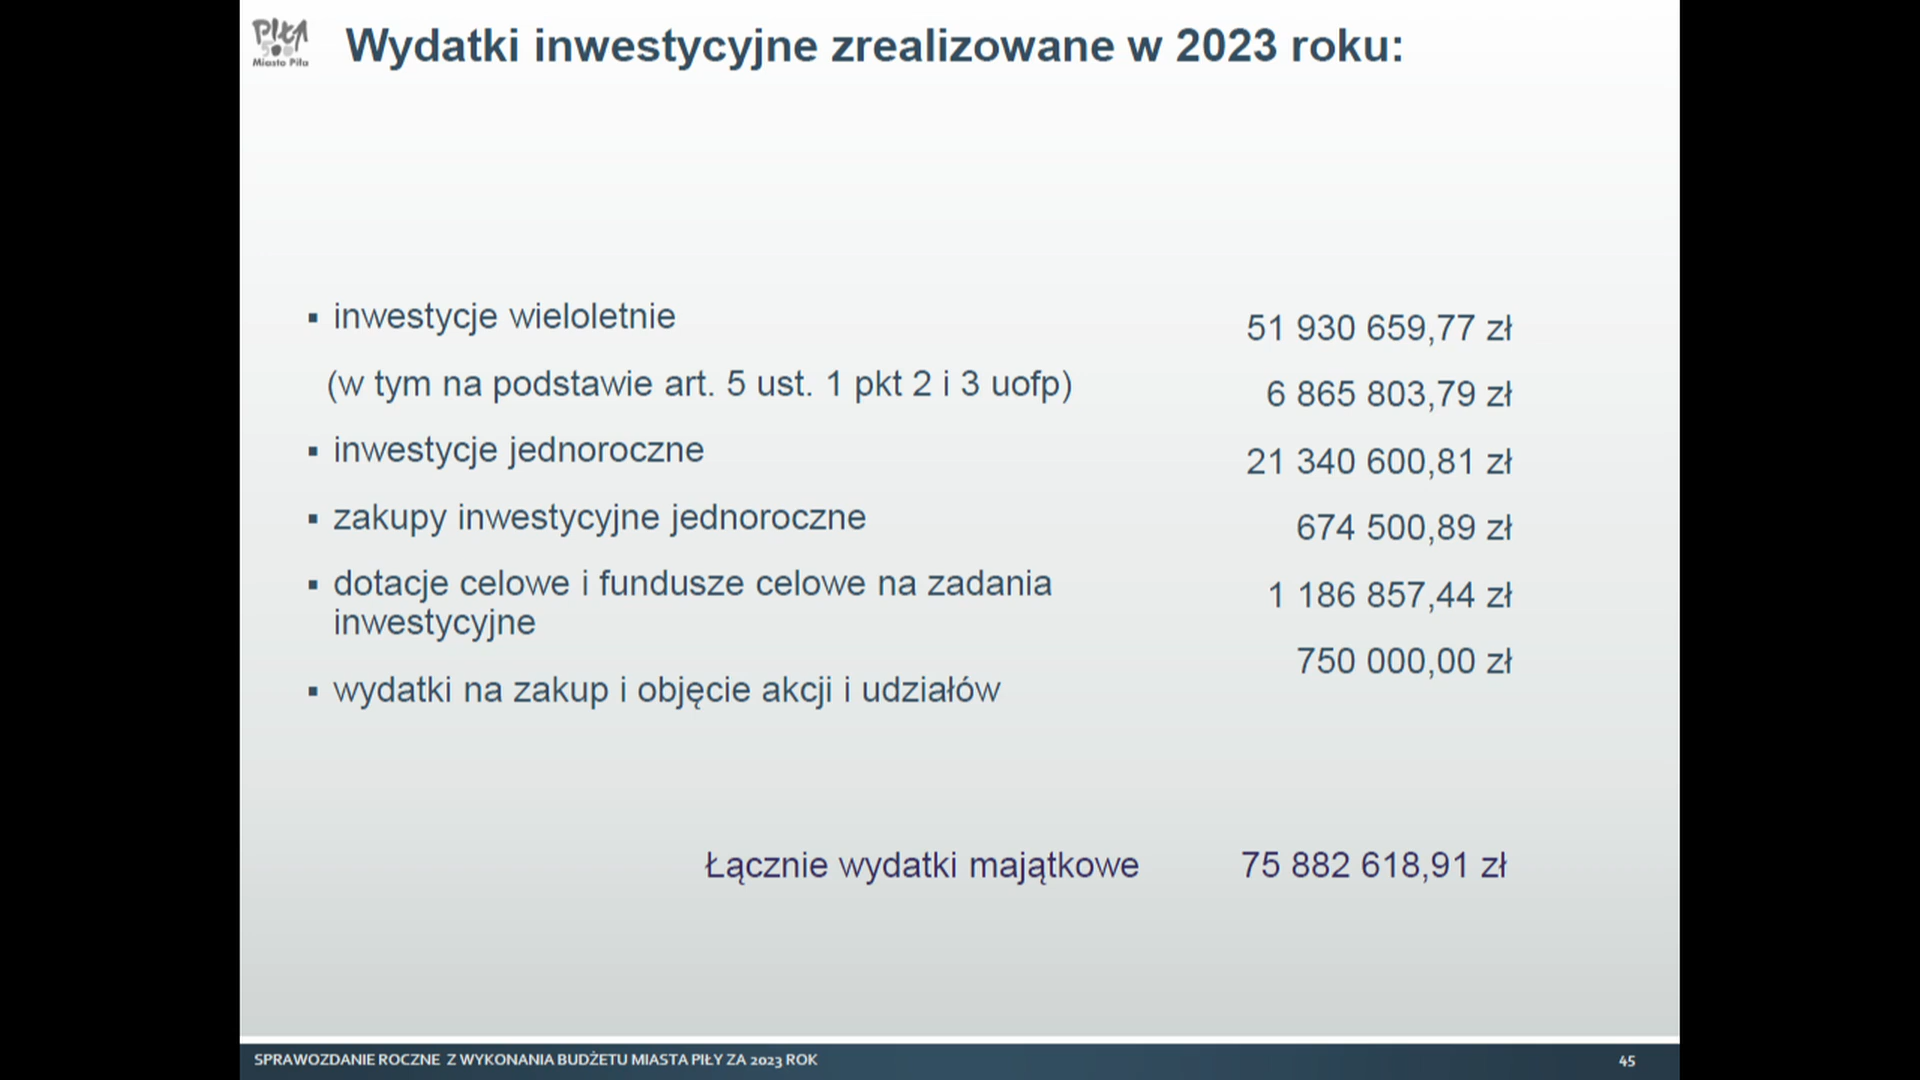 PIŁA
500
Miasto Piła
Wydatki inwestycyjne zrealizowane w 2023 roku:
▪ inwestycje wieloletnie 51 930 659,77 zł
(w tym na podstawie art. 5 ust. 1 pkt 2 i 3 uofp) 6 865 803,79 zł
▪ inwestycje jednoroczne 21 340 600,81 zł
▪ zakupy inwestycyjne jednoroczne 674 500,89 zł
▪ dotacje celowe i fundusze celowe na zadania 1 186 857,44 zł
inwestycyjne
▪ wydatki na zakup i objęcie akcji i udziałów 750 000,00 zł
Łącznie wydatki majątkowe 75 882 618,91 zł
SPRAWOZDANIE ROCZNE Z WYKONANIA BUDŻETU MIASTA PIŁY ZA 2023 ROK 45